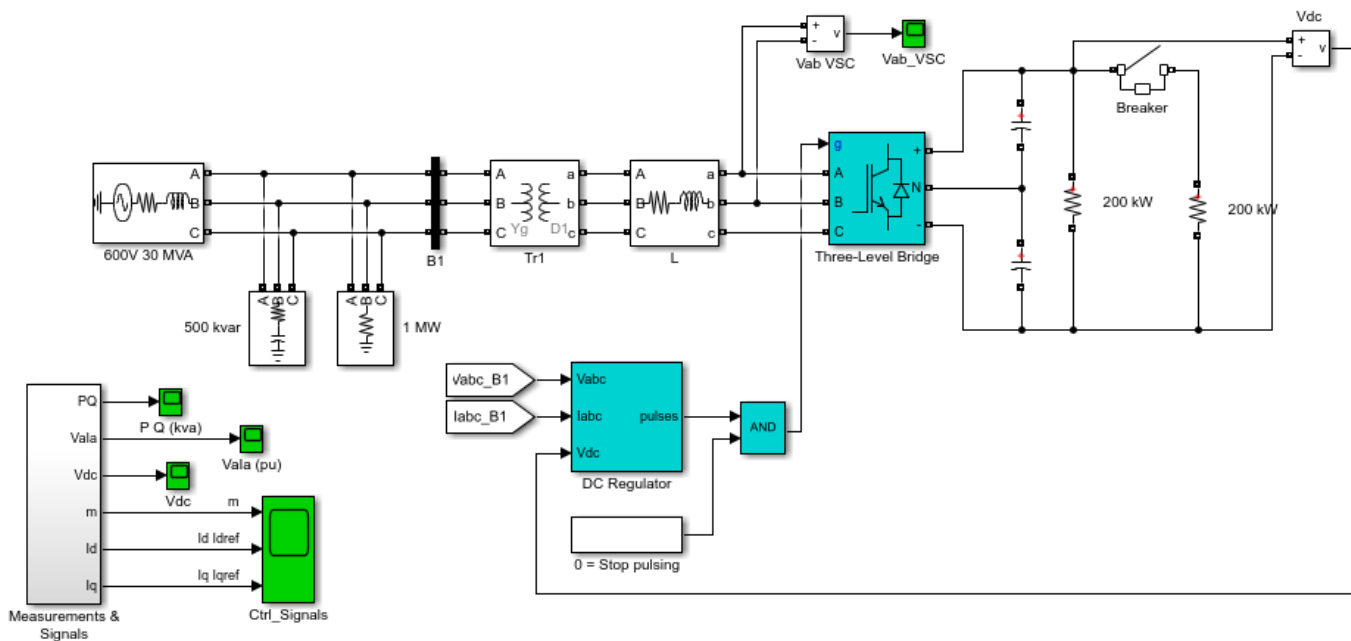 Vdc
+
v
-
+
v
-
Vab VSC
Vab_VSC
Breaker
A
B
C
600V 30 MVA
B1
A
B
C
a
b
c
Yg
D1
Tr1
A
B
C
a
b
c
L
g
A
B
C
+
N
-
Three-Level Bridge
200 kW
200 kW
A
B
C
500 kvar
A
B
C
1 MW
Vabc_B1
Iabc_B1
Vabc
Iabc
Vdc
pulses
DC Regulator
AND
0 = Stop pulsing
PQ
VaIa
Vdc
m
Id
Iq
Measurements &
Signals
P Q (kva)
VaIa (pu)
Vdc
m
Id Idref
Iq Iqref
Ctrl_Signals